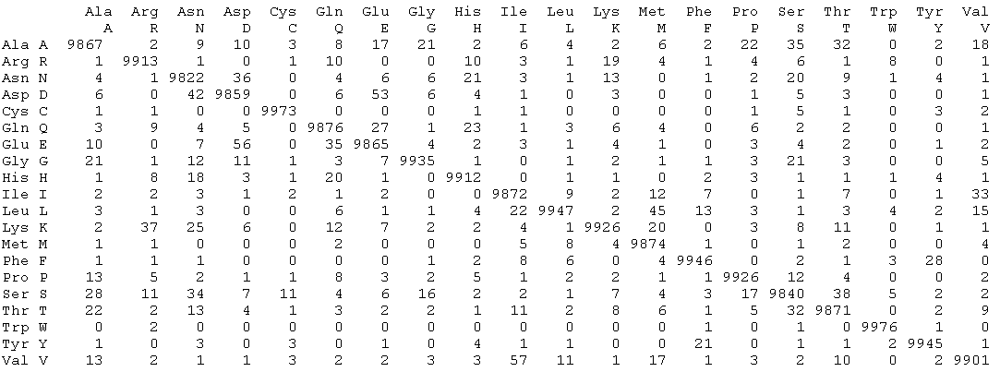 Ala Arg Asn Asp Cys Gln Glu Gly His Ile Leu Lys Met Phe Pro Ser Thr Trp Tyr Val
A R N D C Q E G H I L K M F P S T W Y V
Ala A 9867 2 9 10 3 8 17 21 2 6 4 2 6 2 22 35 32 0 2 18
Arg R 1 9913 1 0 1 10 0 0 10 3 1 19 4 1 4 6 1 8 0 1
Asn N 4 1 9822 36 0 4 6 6 21 3 1 13 0 1 2 20 9 1 4 1
Asp D 6 0 42 9859 0 6 53 6 4 1 0 3 0 0 1 5 3 0 0 1
Cys C 1 1 0 0 9973 0 0 0 1 1 0 0 0 0 1 5 1 0 3 2
Gln Q 3 9 4 5 0 9876 27 1 23 1 3 6 4 0 6 2 2 0 0 1
Glu E 10 0 7 56 0 35 9865 4 2 3 1 4 1 0 3 4 2 0 1 2
Gly G 21 1 12 11 1 3 7 9935 1 0 1 2 1 1 3 21 3 0 0 5
His H 1 8 18 3 1 20 1 0 9912 0 1 1 0 2 3 1 1 1 4 1
Ile I 2 2 3 1 2 1 2 0 0 9872 9 2 12 7 0 1 7 0 1 33
Leu L 3 1 3 0 0 6 1 1 4 22 9947 2 45 13 3 1 3 4 2 15
Lys K 2 37 25 6 0 12 7 2 2 4 1 9926 20 0 3 8 11 0 1 1
Met M 1 1 0 0 0 2 0 0 0 5 8 4 9874 1 0 1 2 0 0 4
Phe F 1 1 1 0 0 0 0 1 2 8 6 0 4 9946 0 2 1 3 28 0
Pro P 13 5 2 1 1 8 3 2 5 1 2 2 1 1 9926 12 4 0 0 2
Ser S 28 11 34 7 11 4 6 16 2 2 1 7 4 3 17 9840 38 5 2 2
Thr T 22 2 13 4 1 3 2 2 1 11 2 8 6 1 5 32 9871 0 2 9
Trp W 0 2 0 0 0 0 0 0 0 0 0 0 0 1 0 1 0 9976 1 0
Tyr Y 1 0 3 0 3 0 1 0 4 1 1 0 0 21 0 1 1 2 9945 1
Val V 13 2 1 1 3 2 2 3 3 57 11 1 17 1 3 2 10 0 2 9901